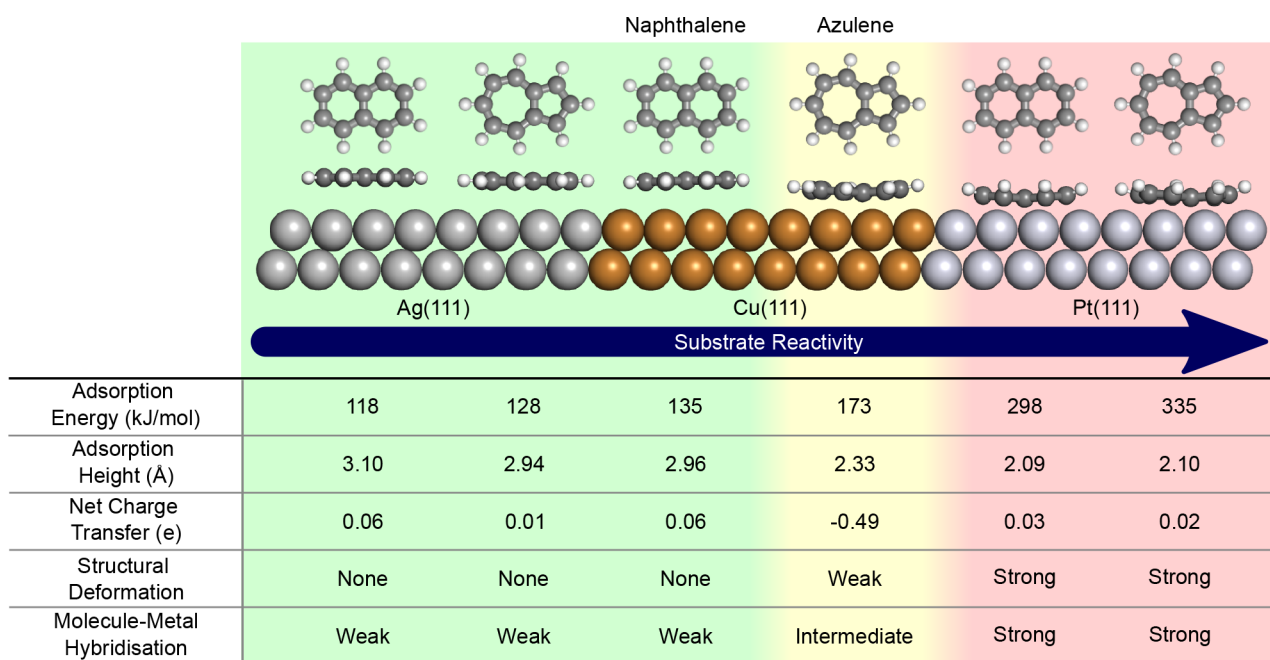 Naphthalene Azulene
Ag(111) Cu(111) Pt(111)
Substrate Reactivity
Adsorption
Energy (kJ/mol) 118 128 135 173 298 335
Adsorption
Height (Å) 3.10 2.94 2.96 2.33 2.09 2.10
Net Charge
Transfer (e) 0.06 0.01 0.06 -0.49 0.03 0.02
Structural
Deformation None None None Weak Strong Strong
Molecule-Metal
Hybridisation Weak Weak Weak Intermediate Strong Strong